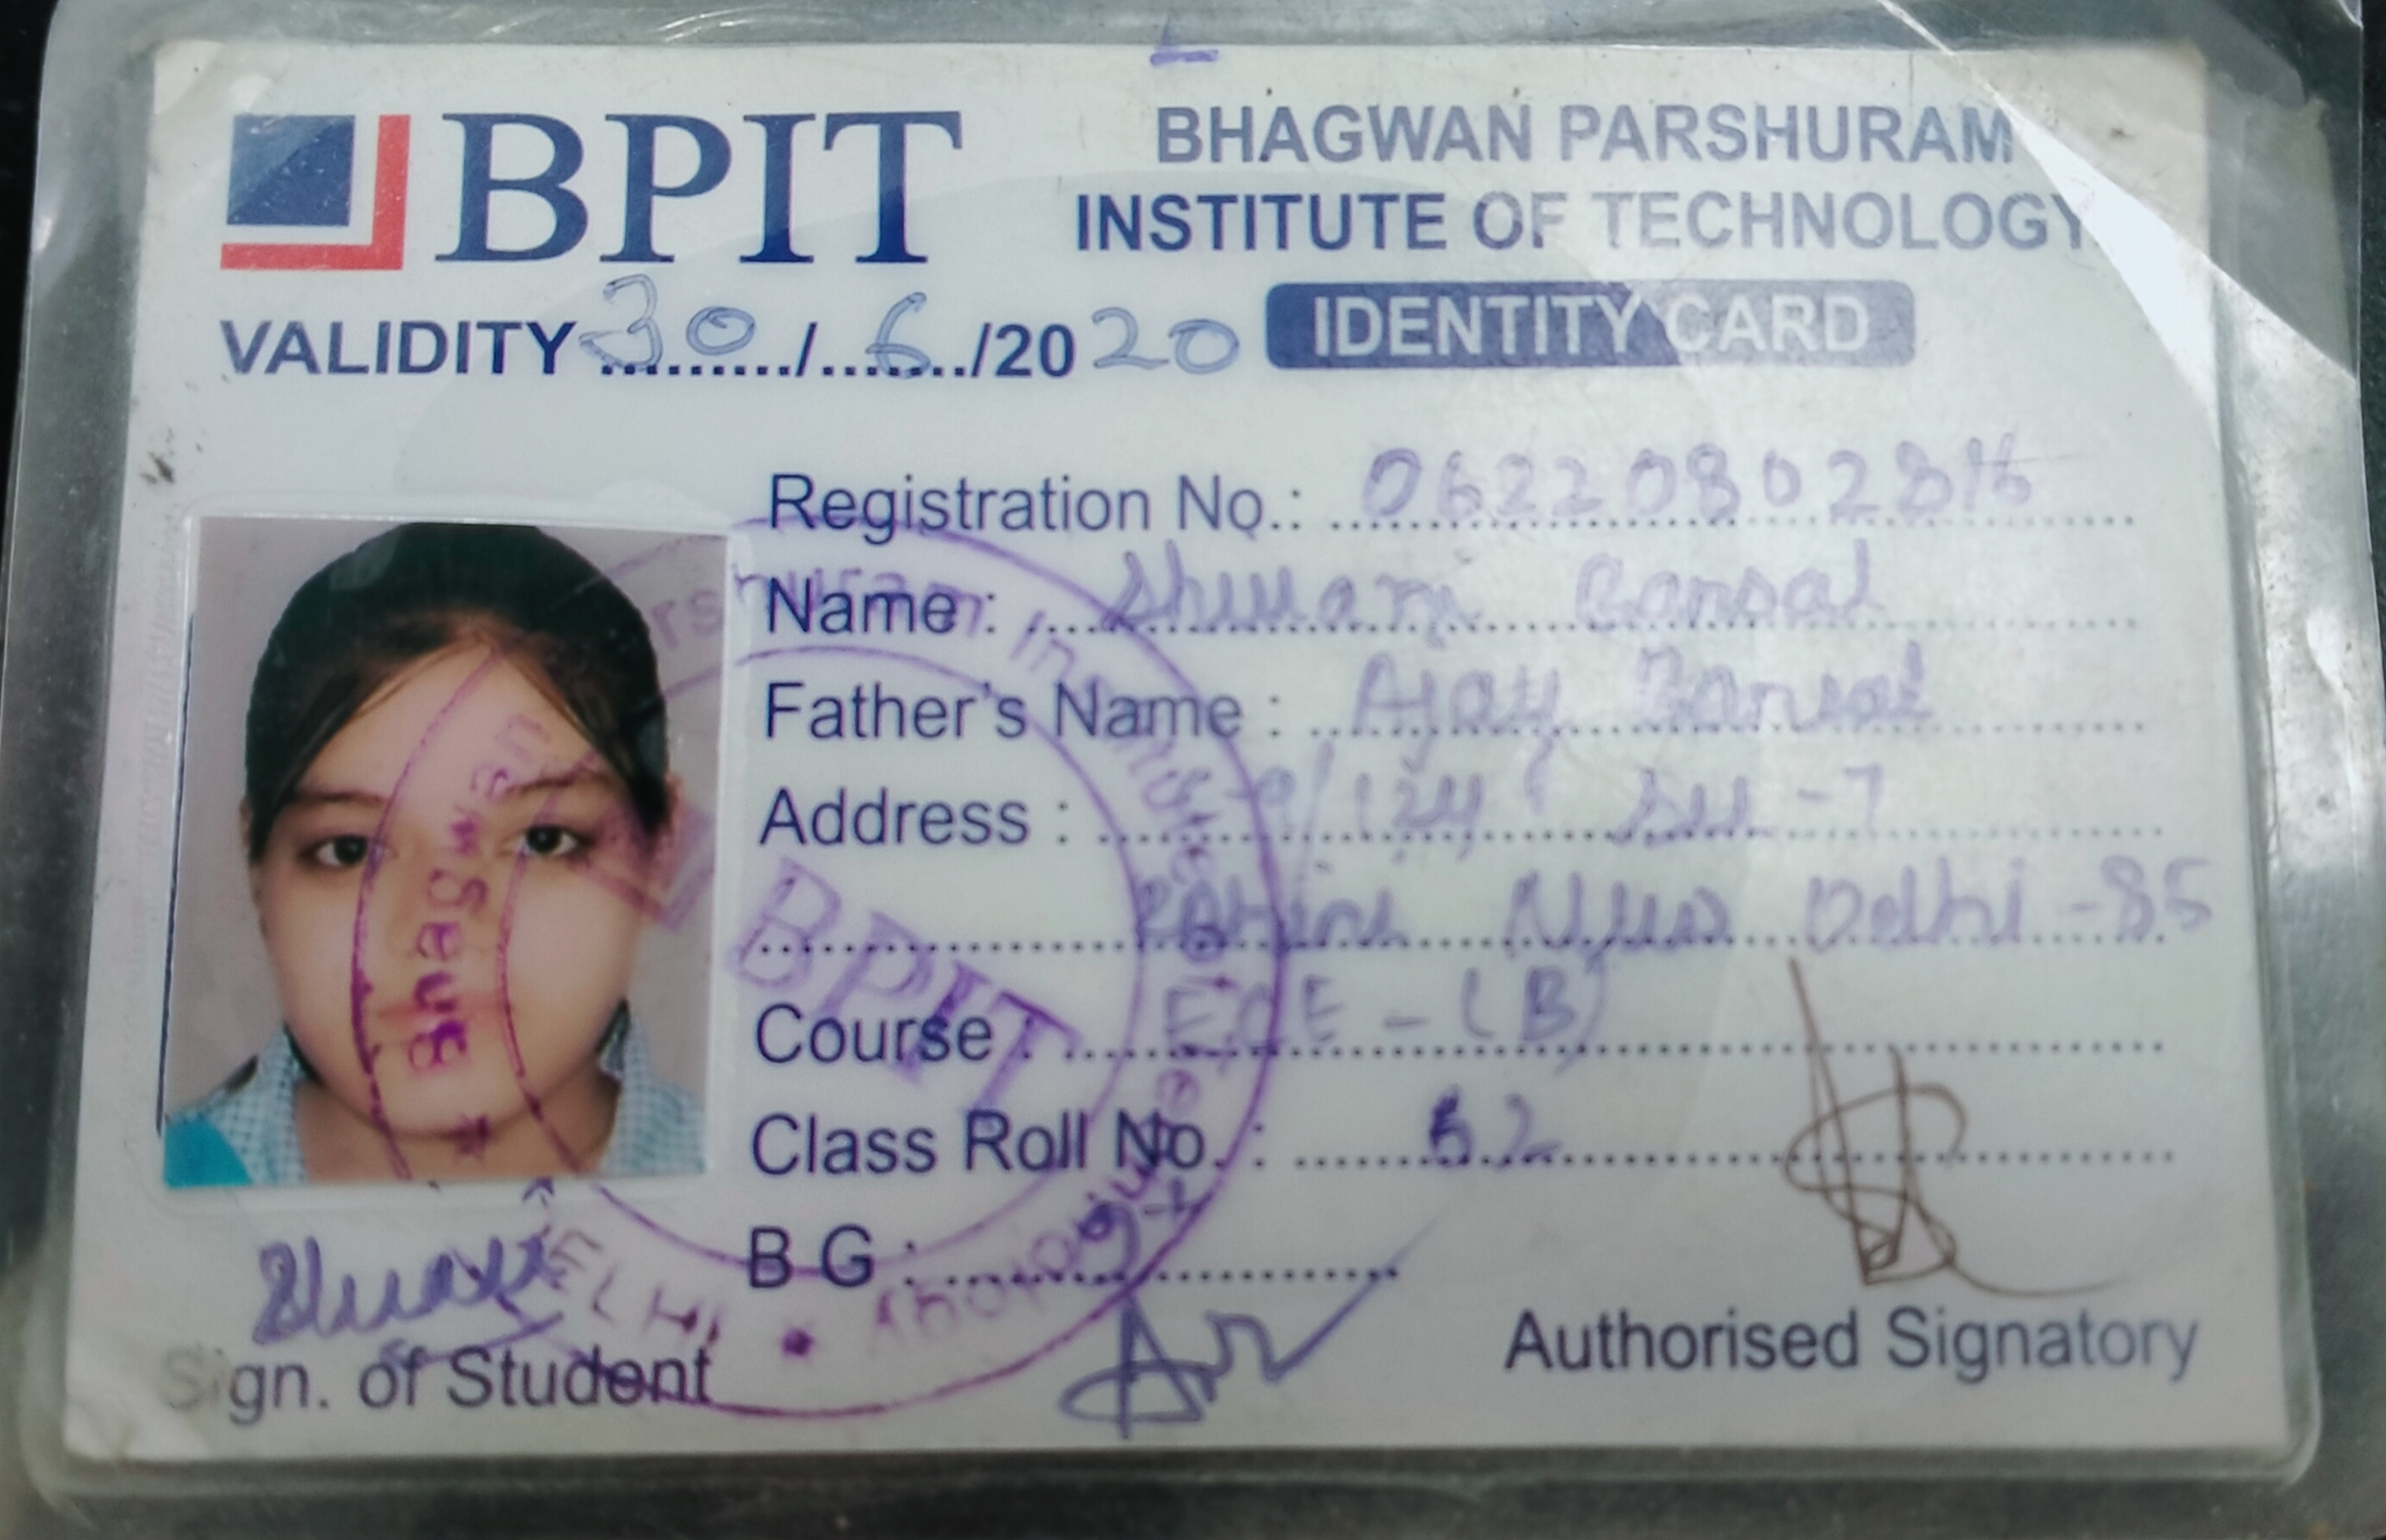 BPIT
BHAGWAN PARSHURAM
INSTITUTE OF TECHNOLOGY
VALIDITY 30/6/2020
IDENTITY CARD
Registration No.: 06220802816
Name : Shivani Bansal
Father's Name : Ajay Bansal
Address : 124 Sec -7
Rohini New Delhi -85
Course : ECE - (B)
Class Roll No. : 52
B G :
Sign. of Student
Authorised Signatory
Bhagwan Parshuram Institute of Technology
BPIT
DELHI